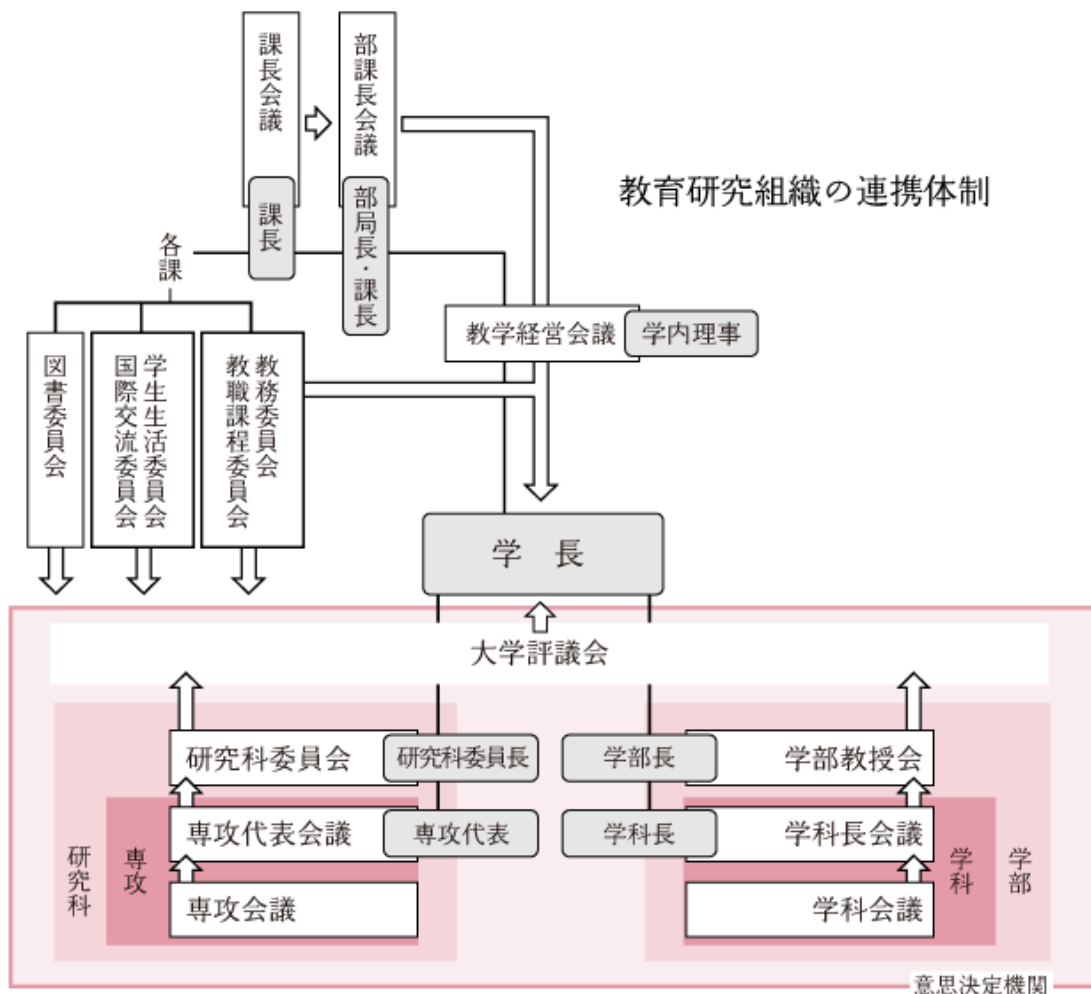 課長会議
部課長会議
教育研究組織の連携体制
課長
部局長・課長
各課
教学経営会議
学内理事
図書委員会
学生生活委員会
国際交流委員会
教務委員会
教職課程委員会
学 長
大学評議会
研究科委員会
研究科委員長
学部長
学部教授会
専攻代表会議
専攻代表
学科長
学科長会議
研究科
専攻
学科
学部
専攻会議
学科会議
意思決定機関